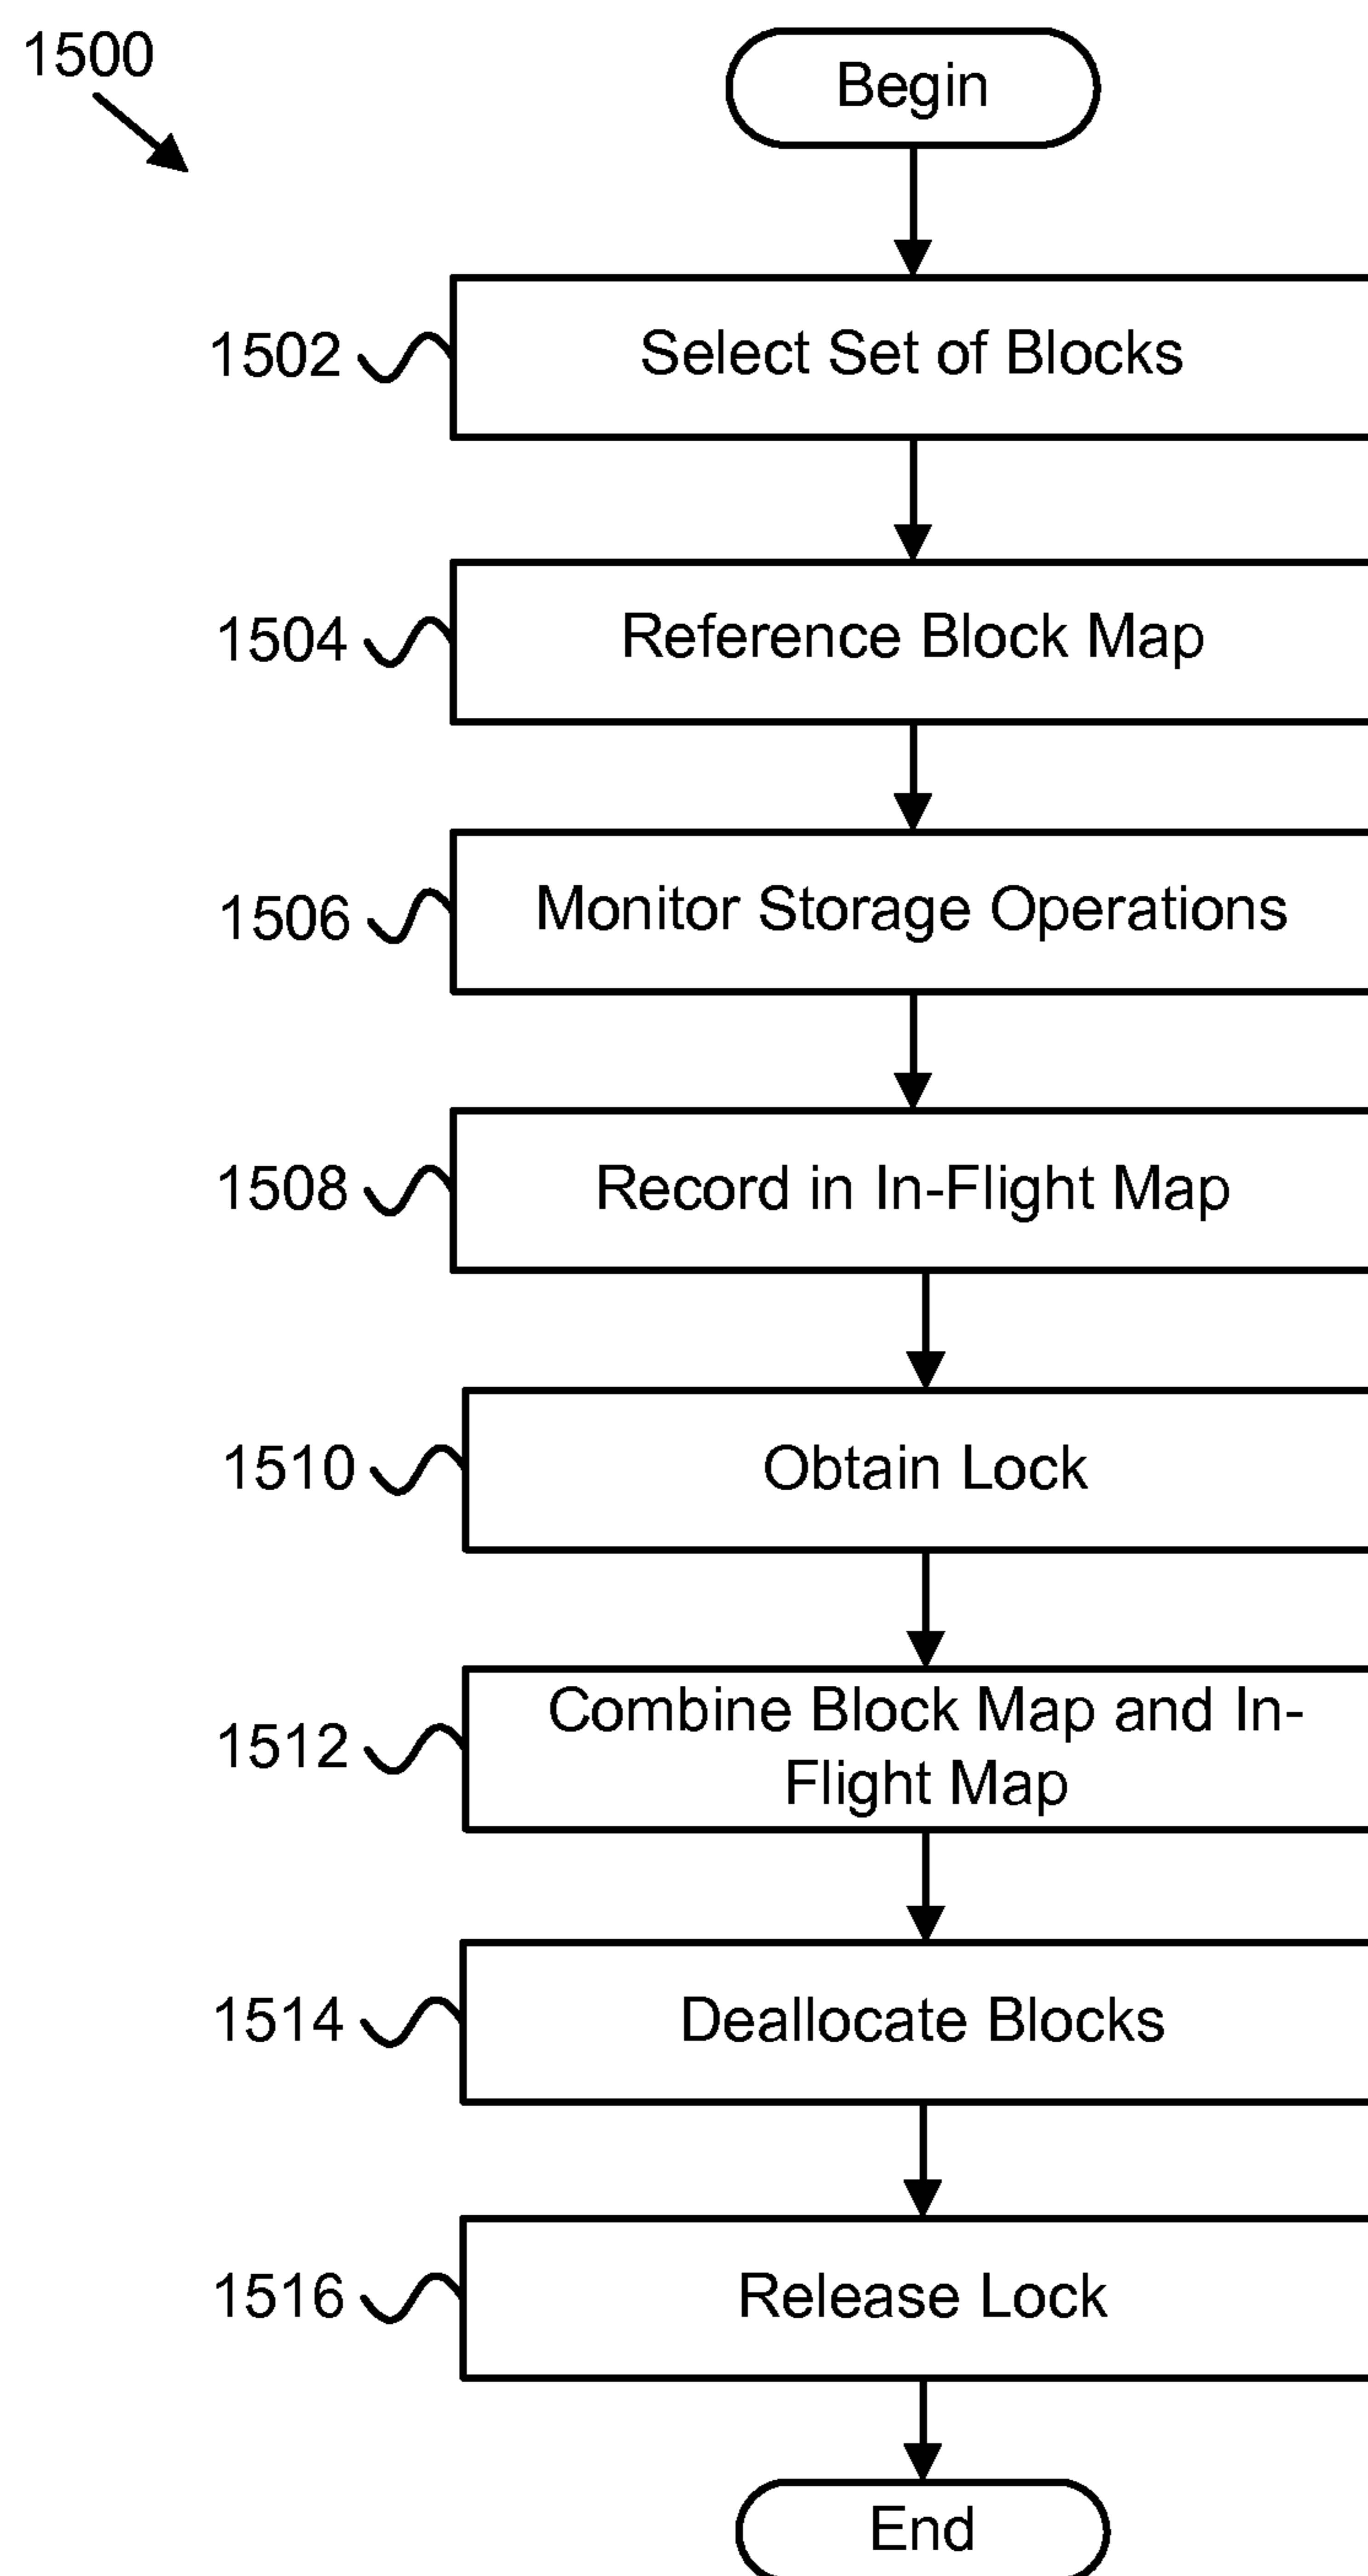 1500
Begin
1502
Select Set of Blocks
1504
Reference Block Map
1506
Monitor Storage Operations
1508
Record in In-Flight Map
1510
Obtain Lock
1512
Combine Block Map and In-
Flight Map
1514
Deallocate Blocks
1516
Release Lock
End